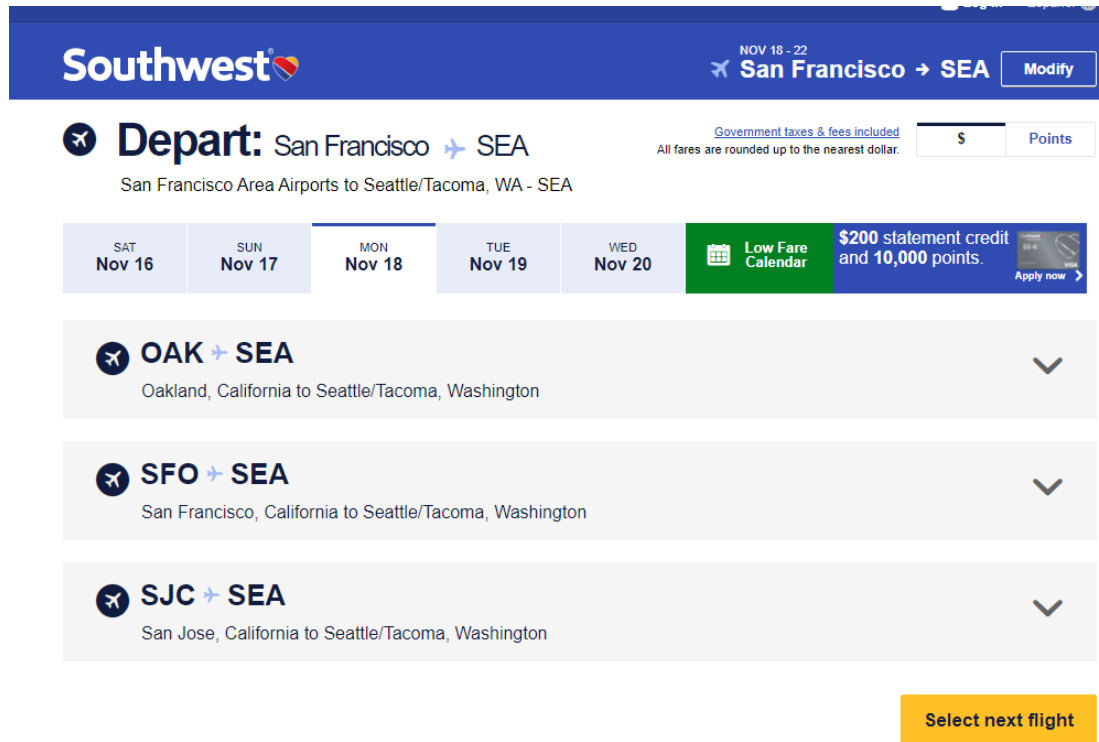 Log in Español
Southwest®
NOV 18 - 22
San Francisco → SEA
Modify
Depart: San Francisco SEA
San Francisco Area Airports to Seattle/Tacoma, WA - SEA
Government taxes & fees included
All fares are rounded up to the nearest dollar.
$
Points
SAT
Nov 16
SUN
Nov 17
MON
Nov 18
TUE
Nov 19
WED
Nov 20
Low Fare
Calendar
$200 statement credit
and 10,000 points.
VISA
Apply now
OAK SEA
Oakland, California to Seattle/Tacoma, Washington
SFO SEA
San Francisco, California to Seattle/Tacoma, Washington
SJC SEA
San Jose, California to Seattle/Tacoma, Washington
Select next flight